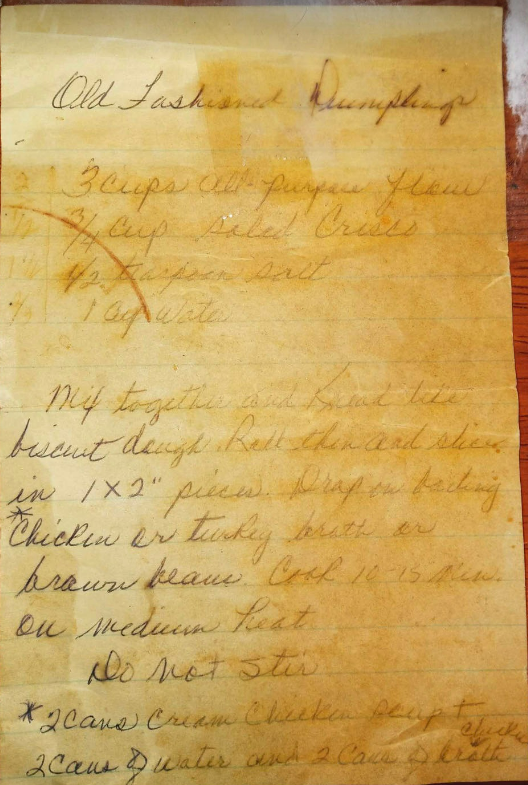 Old Fashioned Dumplings
3 cups all-purpose flour
3/4 cup Crisco
1/2 teaspoon salt
1 cup Water
Mix together and Knead like
biscuit dough. Roll thin and slice
in 1 X 2" pieces. Drop on boiling
*Chicken or turkey broth or
brown beans. Cook 10-15 min.
on medium heat.
Do Not Stir
*2 cans Cream Chicken soup +
2 Cans of water and 2 Cans of chicken broth